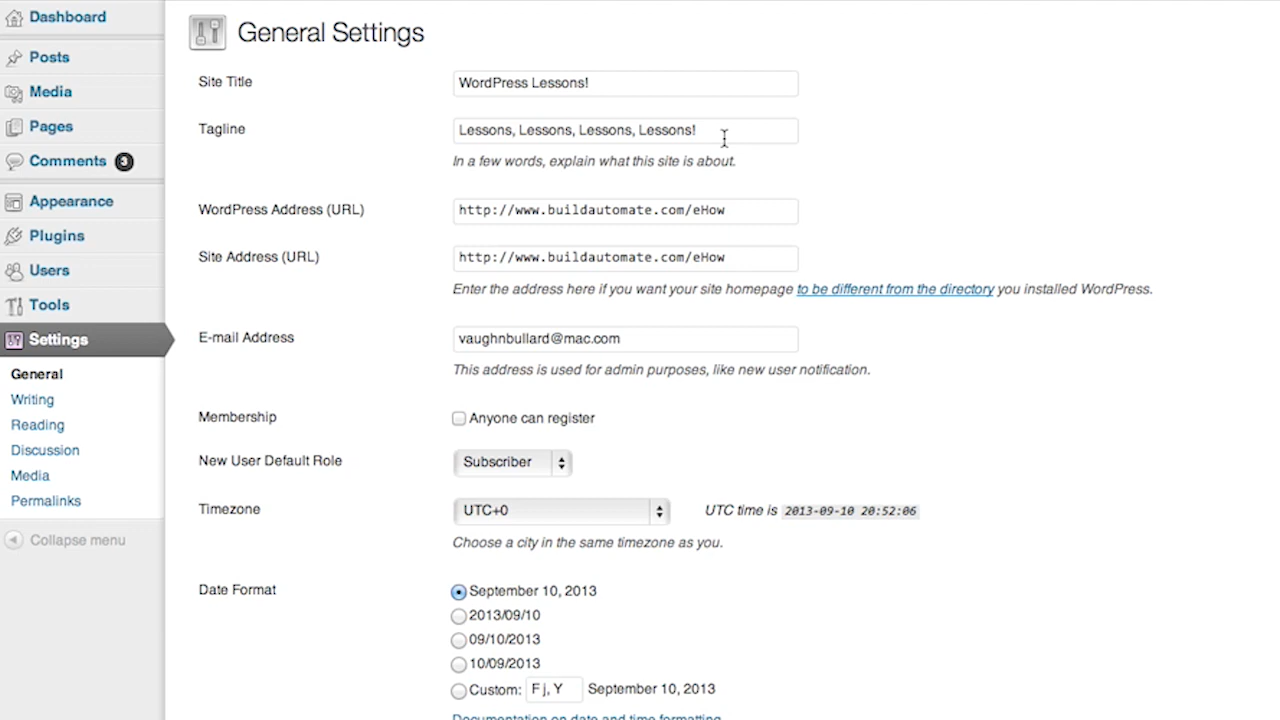 Dashboard
Posts
Media
Pages
Comments 3
Appearance
Plugins
Users
Tools
Settings
General
Writing
Reading
Discussion
Media
Permalinks
Collapse menu
General Settings
Site Title
WordPress Lessons!
Tagline
Lessons, Lessons, Lessons, Lessons!
In a few words, explain what this site is about.
WordPress Address (URL)
http://www.buildautomate.com/eHow
Site Address (URL)
http://www.buildautomate.com/eHow
Enter the address here if you want your site homepage to be different from the directory you installed WordPress.
E-mail Address
vaughnbullard@mac.com
This address is used for admin purposes, like new user notification.
Membership
Anyone can register
New User Default Role
Subscriber
Timezone
UTC+0
UTC time is 2013-09-10 20:52:06
Choose a city in the same timezone as you.
Date Format
September 10, 2013
2013/09/10
09/10/2013
10/09/2013
Custom: F j, Y September 10, 2013
Documentation on date and time formatting